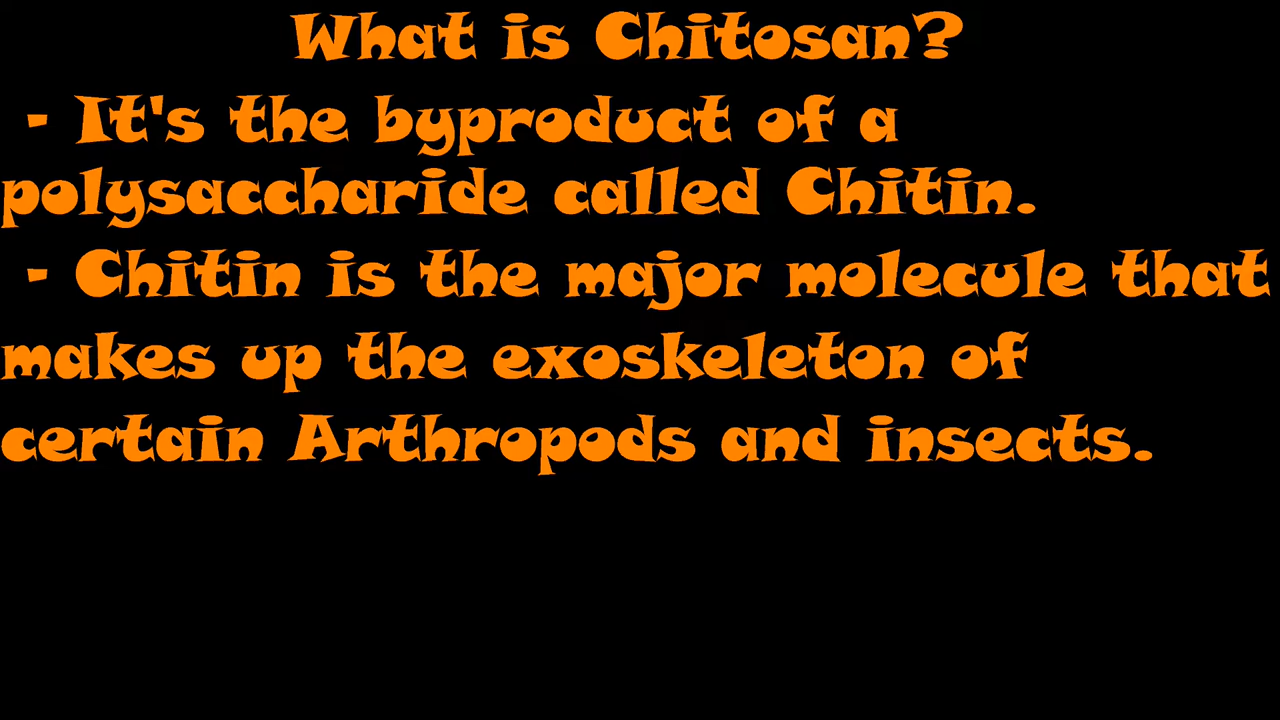 What is Chitosan?
- It's the byproduct of a
polysaccharide called Chitin.
- Chitin is the major molecule that
makes up the exoskeleton of
certain Arthropods and insects.